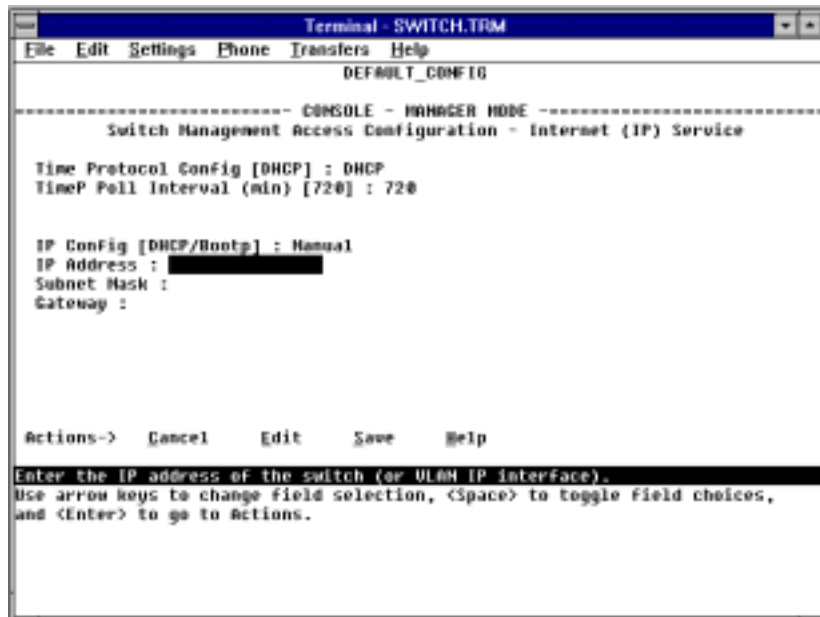 Terminal - SWITCH.TRM
File Edit Settings Phone Transfers Help
DEFAULT_CONFIG
---------------------------- CONSOLE - MANAGER MODE ----------------------------
Switch Management Access Configuration - Internet (IP) Service
Time Protocol Config [DHCP] : DHCP
TimeP Poll Interval (min) [720] : 720
IP Config [DHCP/Bootp] : Manual
IP Address :
Subnet Mask :
Gateway :
Actions-> Cancel Edit Save Help
Enter the IP address of the switch (or VLAN IP interface).
Use arrow keys to change field selection, <Space> to toggle field choices,
and <Enter> to go to Actions.